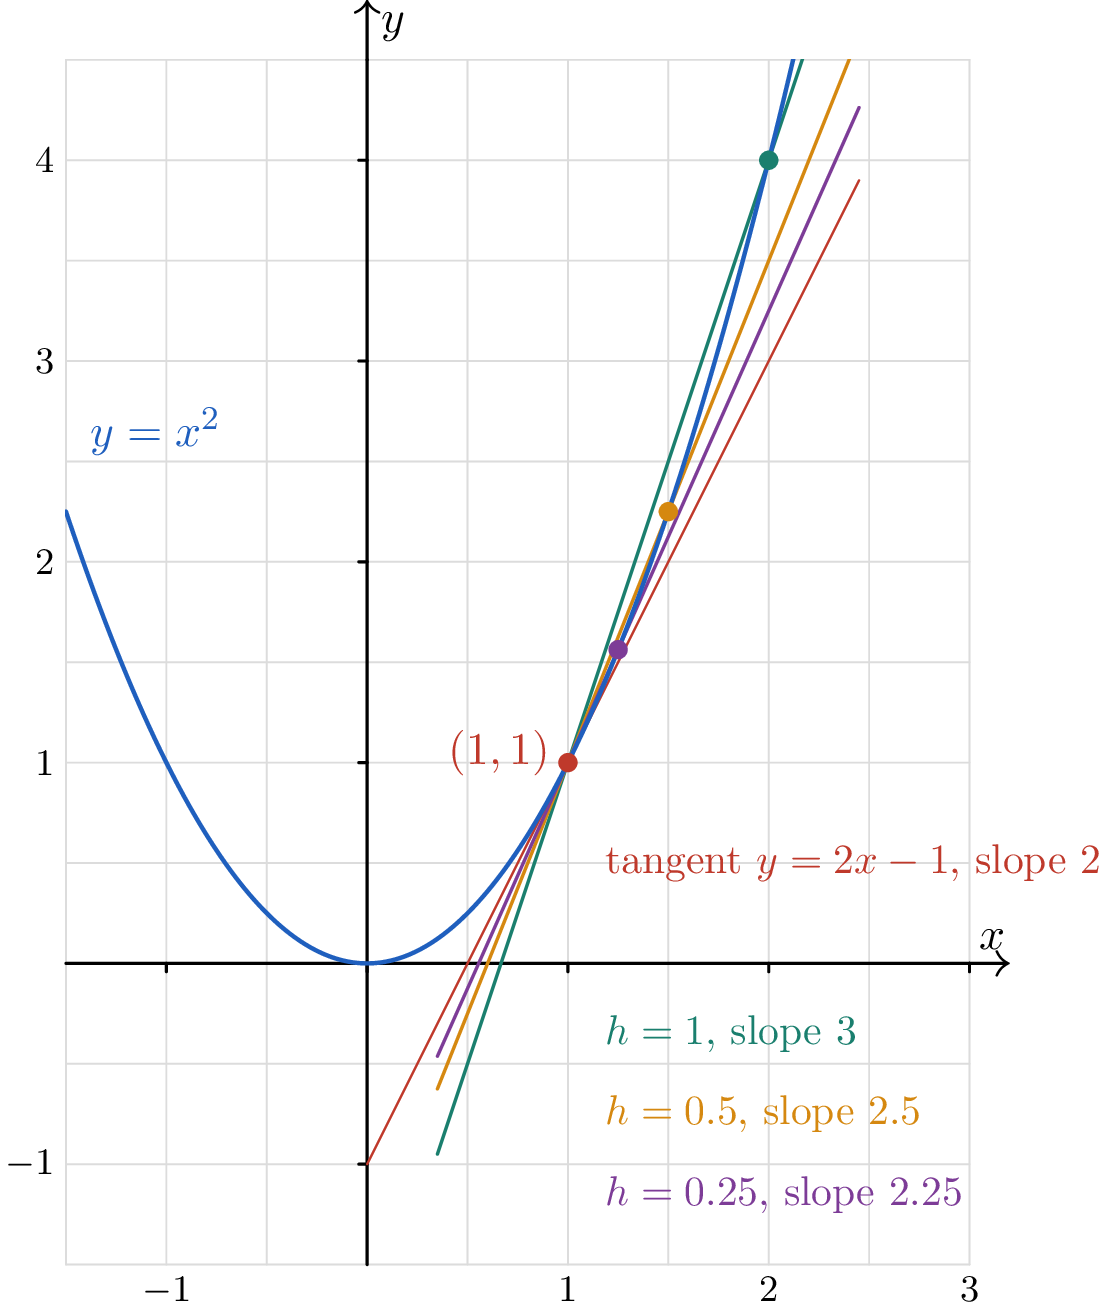 y
4
3
y = x²
2
(1, 1)
1
tangent y = 2x − 1, slope 2
x
h = 1, slope 3
h = 0.5, slope 2.5
−1
h = 0.25, slope 2.25
−1 1 2 3